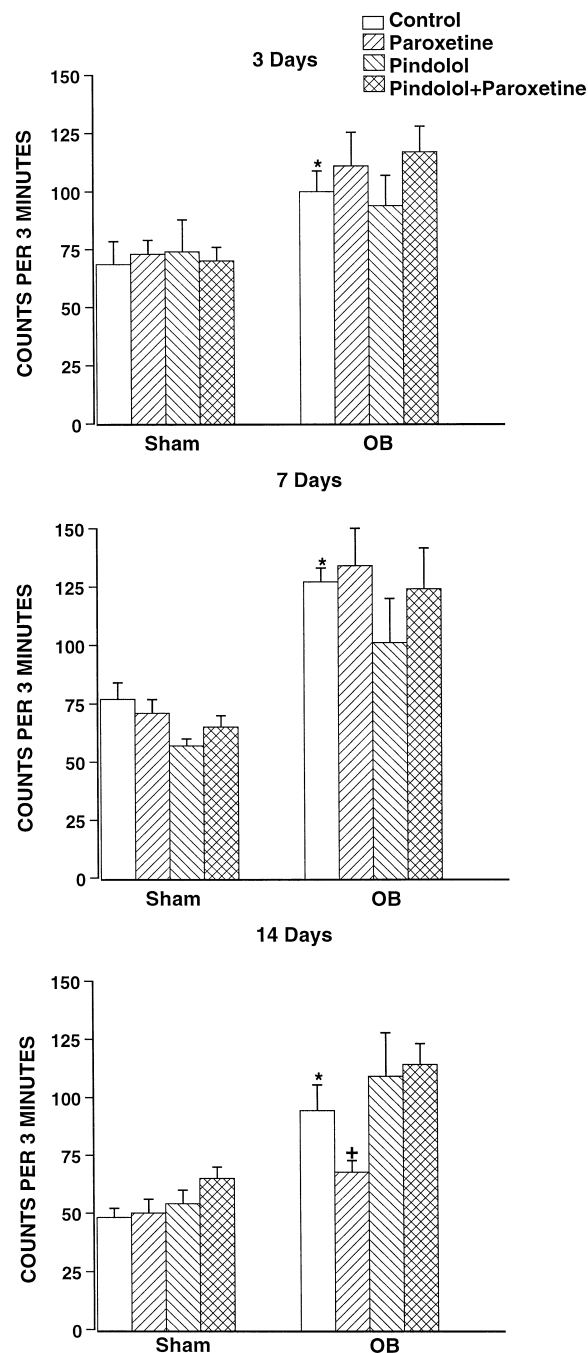 Control
Paroxetine
Pindolol
Pindolol+Paroxetine
3 Days
COUNTS PER 3 MINUTES
150
125
100
75
50
25
0
*
Sham
OB
7 Days
COUNTS PER 3 MINUTES
150
125
100
75
50
25
0
*
Sham
OB
14 Days
COUNTS PER 3 MINUTES
150
125
100
75
50
25
0
*
+
Sham
OB